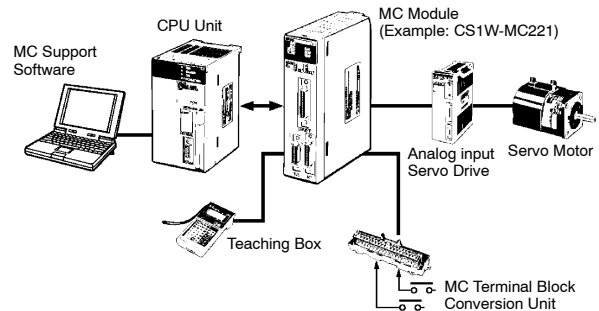 MC Module
(Example: CS1W-MC221)
CPU Unit
MC Support
Software
Analog input
Servo Drive
Servo Motor
Teaching Box
MC Terminal Block
Conversion Unit